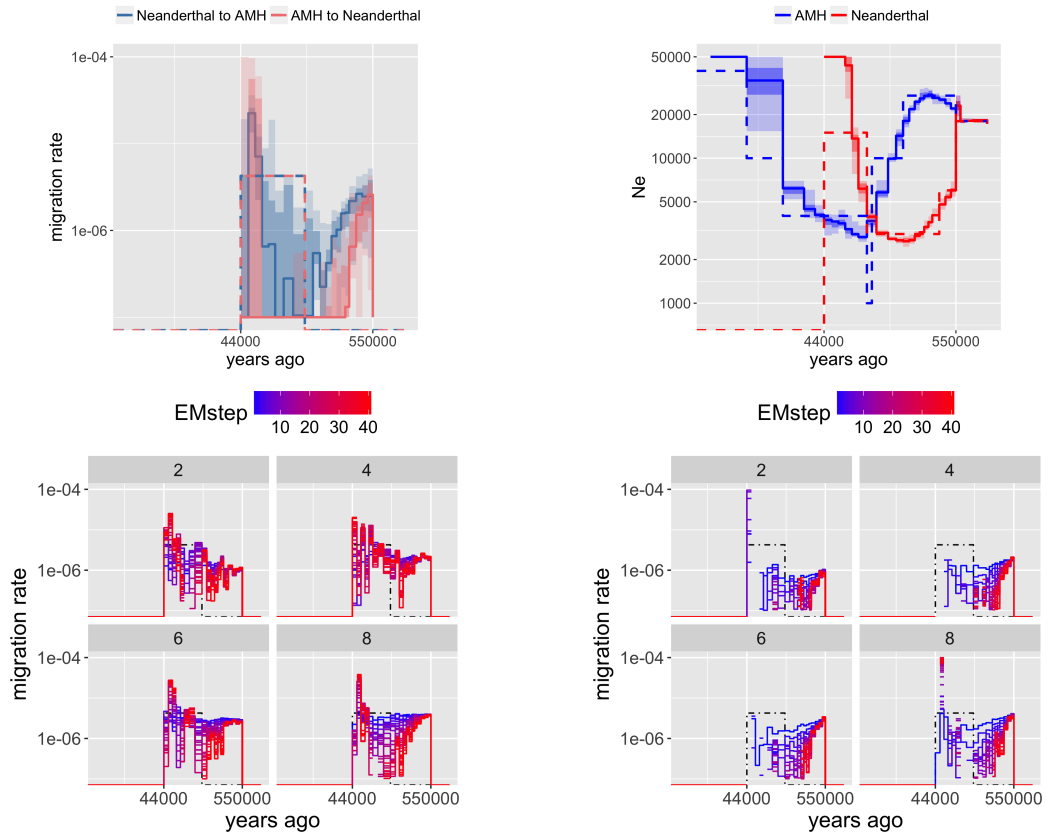 Neanderthal to AMH AMH to Neanderthal
1e-04
1e-06
migration rate
44000 550000
years ago
AMH Neanderthal
50000
20000
10000
5000
2000
1000
Ne
44000 550000
years ago
EMstep
10 20 30 40
2 4
1e-04
1e-06
6 8
1e-04
1e-06
migration rate
44000 550000 44000 550000
years ago
EMstep
10 20 30 40
2 4
1e-04
1e-06
6 8
1e-04
1e-06
migration rate
44000 550000 44000 550000
years ago